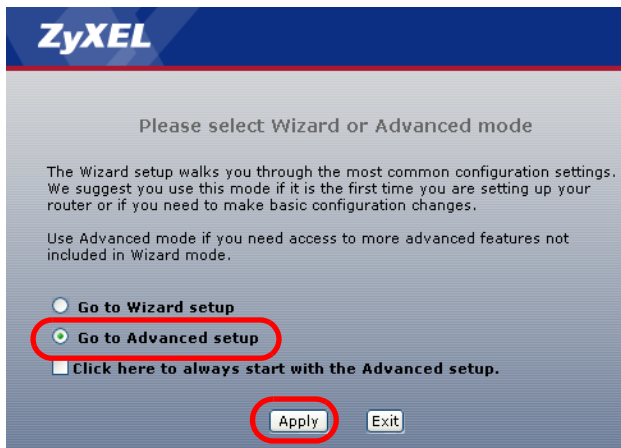 ZyXEL
Please select Wizard or Advanced mode
The Wizard setup walks you through the most common configuration settings.
We suggest you use this mode if it is the first time you are setting up your
router or if you need to make basic configuration changes.
Use Advanced mode if you need access to more advanced features not
included in Wizard mode.
Go to Wizard setup
Go to Advanced setup
Click here to always start with the Advanced setup.
Apply Exit